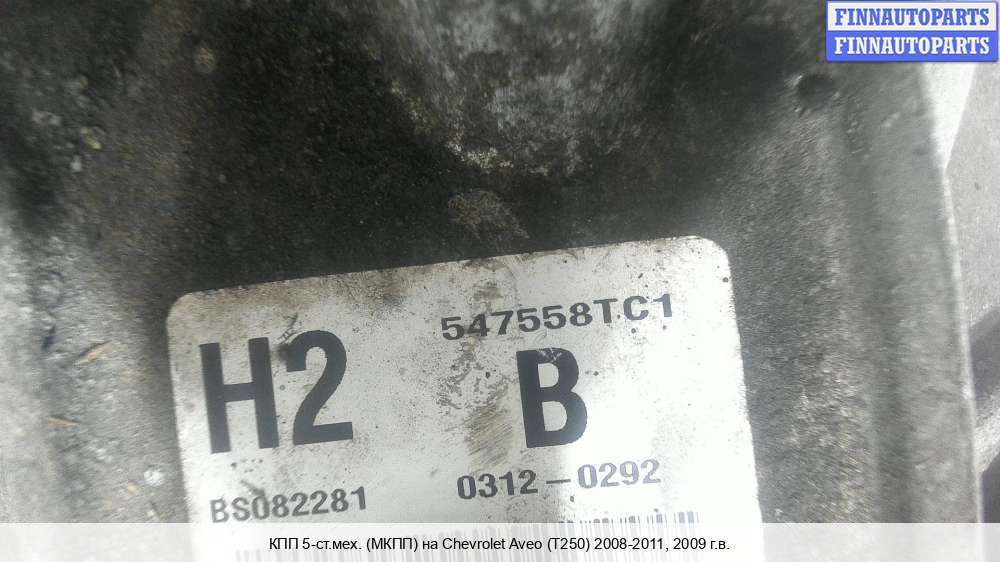 FINNAUTOPARTS
FINNAUTOPARTS
547558TC1
H2 B
BS082281 0312-0292
КПП 5-ст.мех. (МКПП) на Chevrolet Aveo (T250) 2008-2011, 2009 г.в.